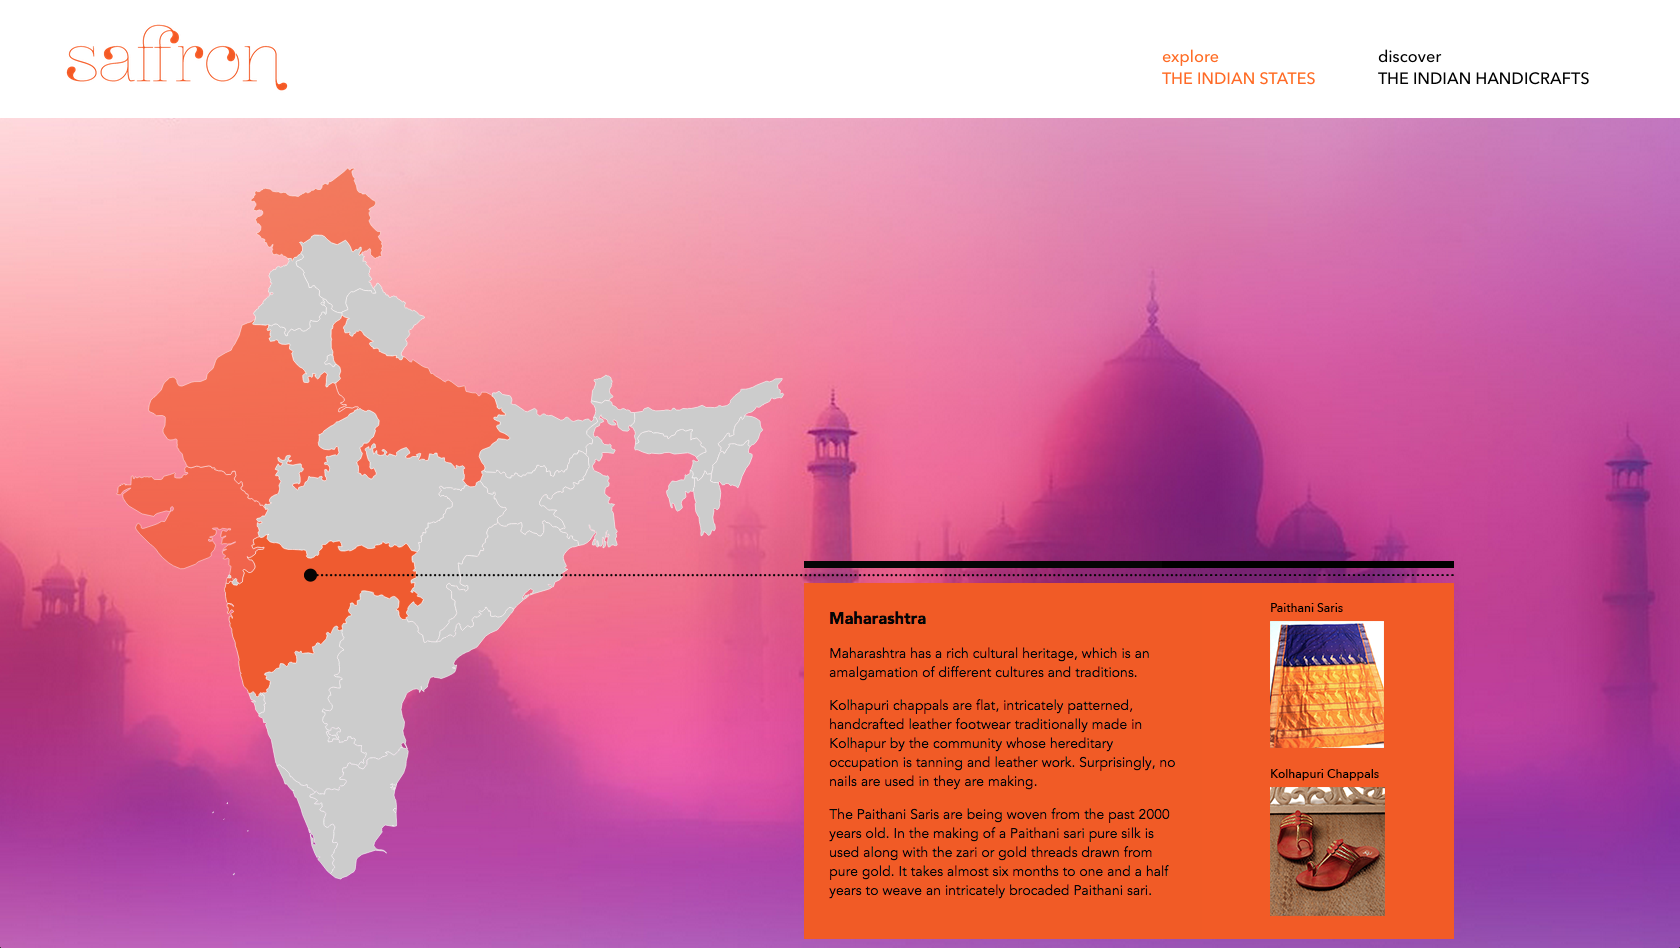 saffron
explore
THE INDIAN STATES
discover
THE INDIAN HANDICRAFTS
Maharashtra
Maharashtra has a rich cultural heritage, which is an
amalgamation of different cultures and traditions.
Kolhapuri chappals are flat, intricately patterned,
handcrafted leather footwear traditionally made in
Kolhapur by the community whose hereditary
occupation is tanning and leather work. Surprisingly, no
nails are used in they are making.
The Paithani Saris are being woven from the past 2000
years old. In the making of a Paithani sari pure silk is
used along with the zari or gold threads drawn from
pure gold. It takes almost six months to one and a half
years to weave an intricately brocaded Paithani sari.
Paithani Saris
Kolhapuri Chappals